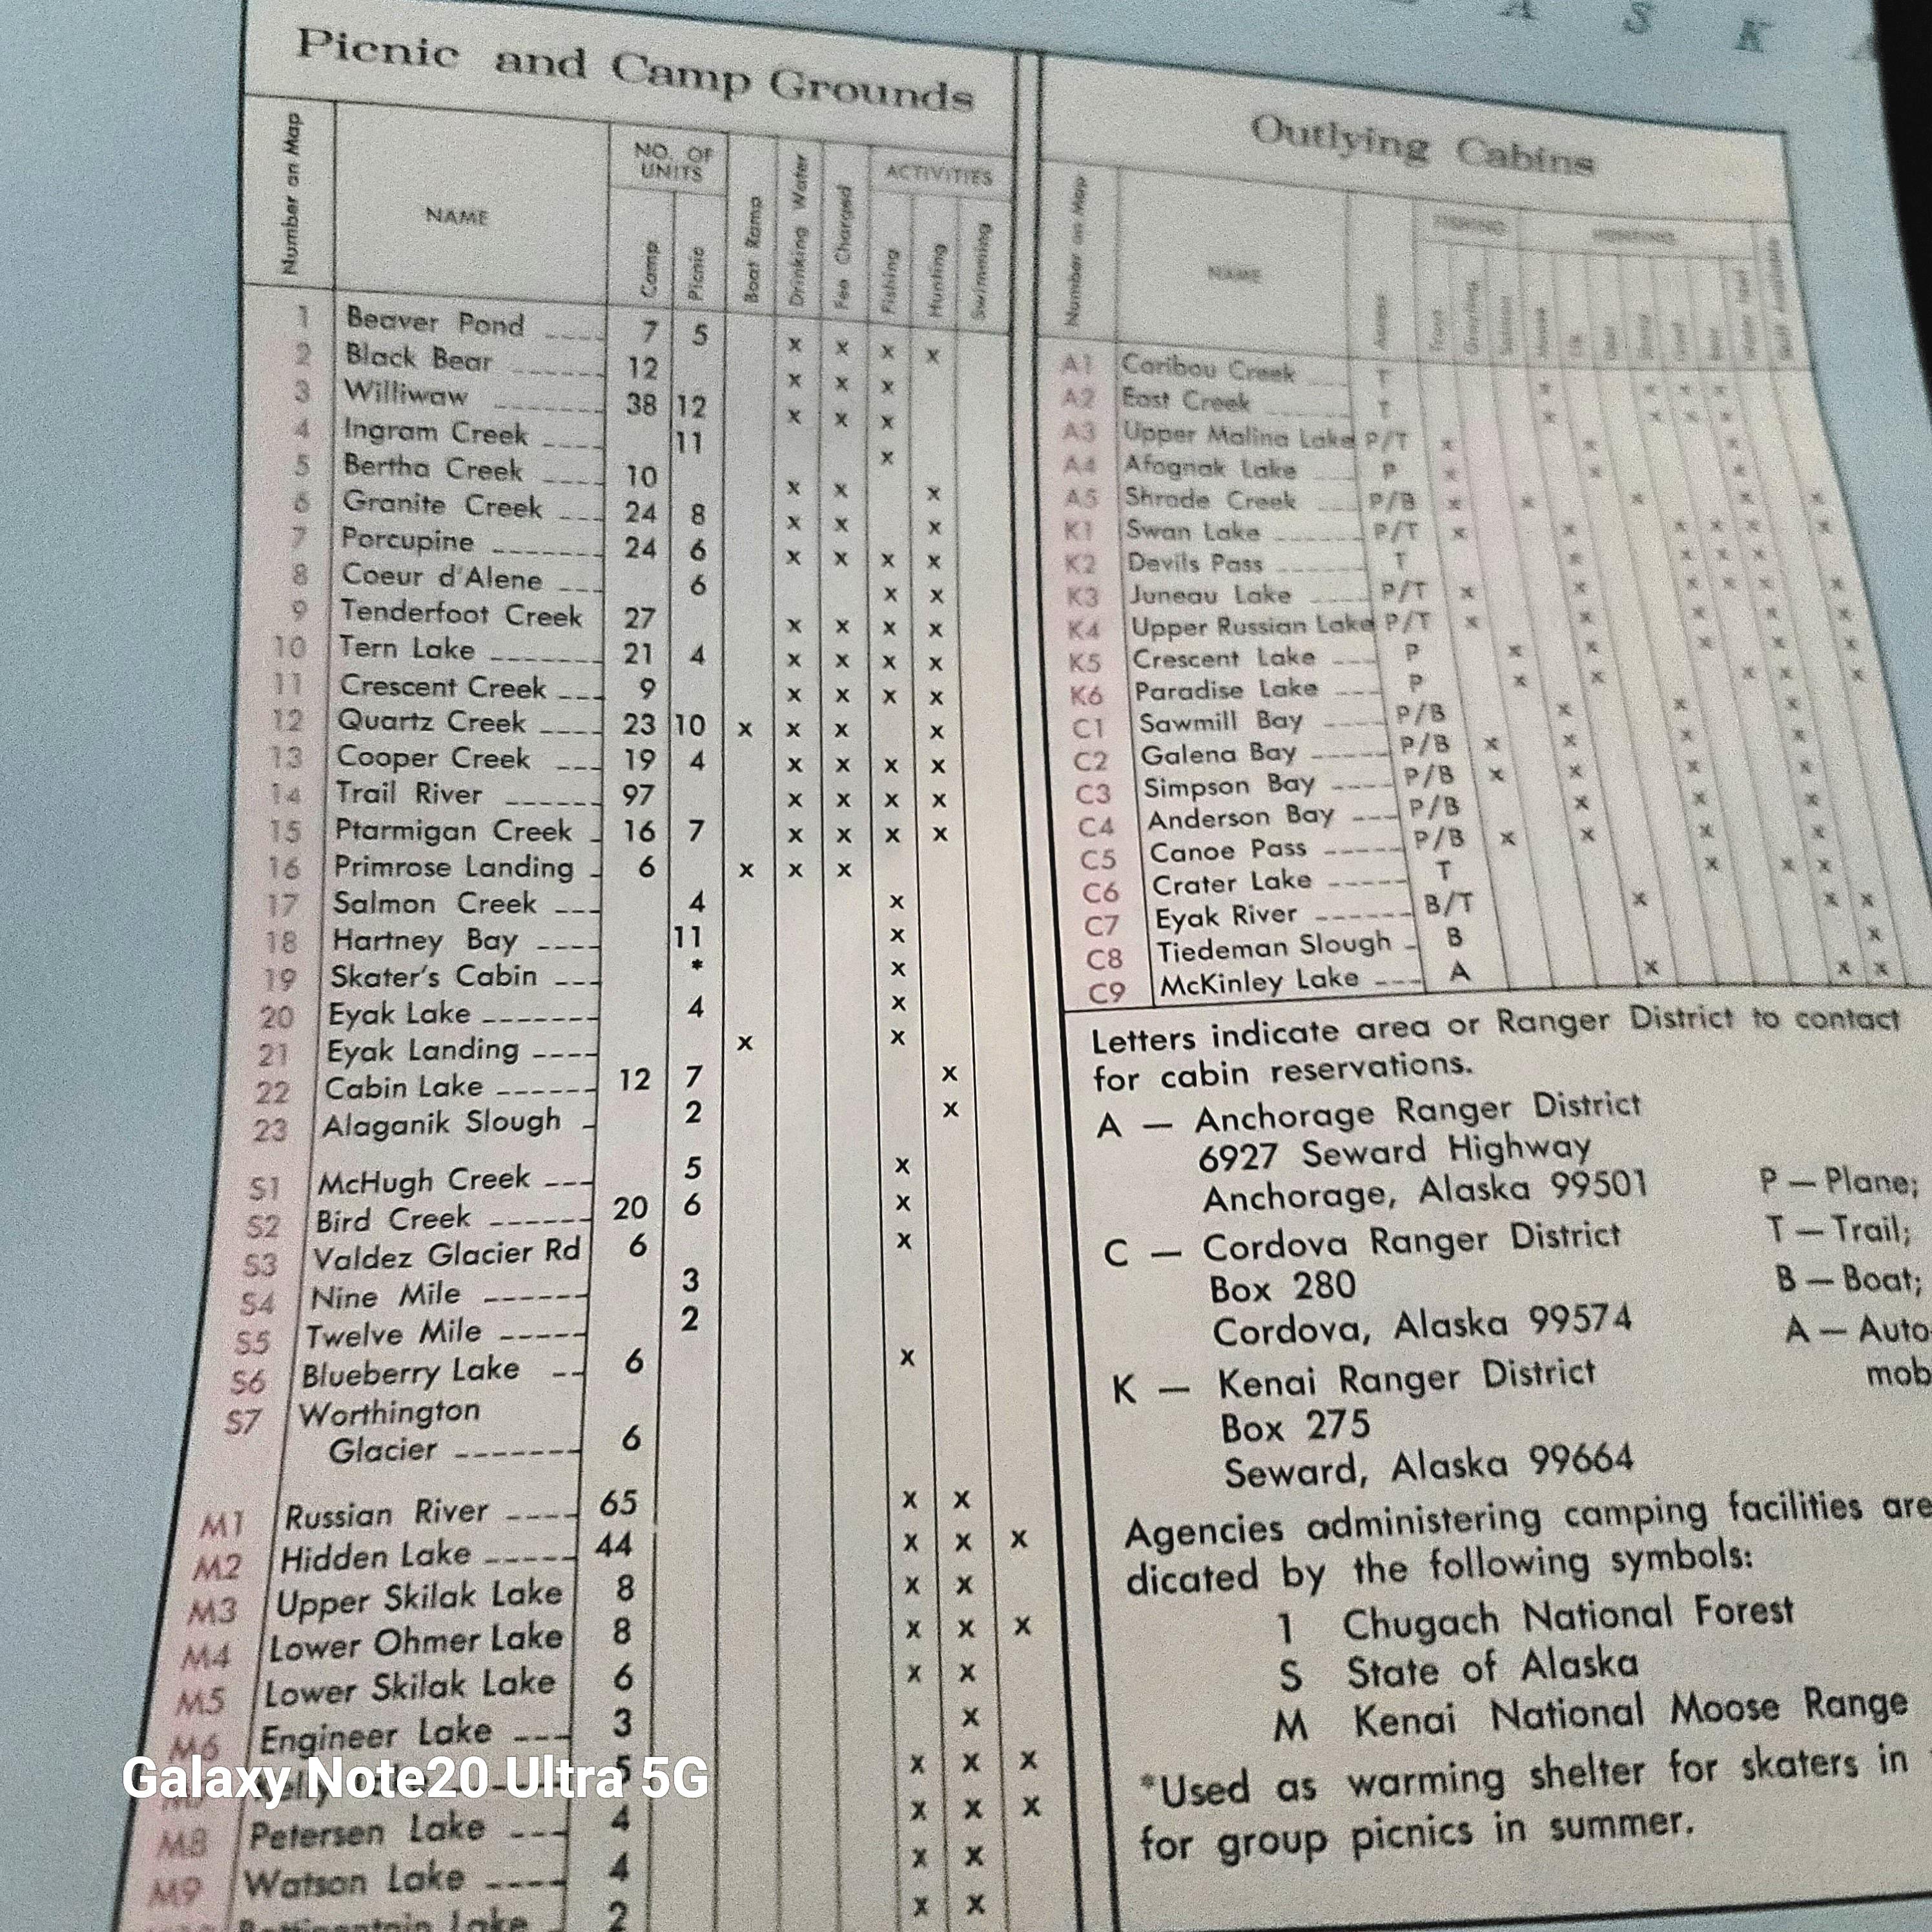 A S K
Picnic and Camp Grounds
Number on Map NAME NO. OF UNITS Camp Picnic Boat Ramp Drinking Water Fee Charged ACTIVITIES Fishing Hunting Swimming
1 Beaver Pond 7 5 x x x x
2 Black Bear 12 x x x
3 Williwaw 38 12 x x x
4 Ingram Creek 11 x
5 Bertha Creek 10 x x x
6 Granite Creek 24 8 x x x
7 Porcupine 24 6 x x x x
8 Coeur d'Alene 6 x x
9 Tenderfoot Creek 27 x x x x
10 Tern Lake 21 4 x x x x
11 Crescent Creek 9 x x x x
12 Quartz Creek 23 10 x x x x
13 Cooper Creek 19 4 x x x x
14 Trail River 97 x x x x
15 Ptarmigan Creek 16 7 x x x x
16 Primrose Landing 6 x x x
17 Salmon Creek 4 x
18 Hartney Bay 11 x
19 Skater's Cabin * x
20 Eyak Lake 4 x
21 Eyak Landing x x
22 Cabin Lake 12 7 x
23 Alaganik Slough 2 x
S1 McHugh Creek 5 x
S2 Bird Creek 20 6 x
S3 Valdez Glacier Rd 6 x
S4 Nine Mile 3
S5 Twelve Mile 2
S6 Blueberry Lake 6 x
S7 Worthington
Glacier 6
M1 Russian River 65 x x
M2 Hidden Lake 44 x x x
M3 Upper Skilak Lake 8 x x
M4 Lower Ohmer Lake 8 x x x
M5 Lower Skilak Lake 6 x x
M6 Engineer Lake 3 x
5 x x x
M8 Petersen Lake 4 x x x
M9 Watson Lake 4 x x
Lake 2 x x
Outlying Cabins
Number on Map NAME Access FISHING Trout Grayling Salmon HUNTING Moose Elk Deer
A1 Caribou Creek T x x x x
A2 East Creek T x x x x
A3 Upper Malina Lake P/T x x x
A4 Afognak Lake P x x x
A5 Shrode Creek P/B x x x x x
K1 Swan Lake P/T x x x x x x
K2 Devils Pass T x x x x
K3 Juneau Lake P/T x x x x x x
K4 Upper Russian Lake P/T x x x x x
K5 Crescent Lake P x x x x x
K6 Paradise Lake P x x x x x
C1 Sawmill Bay P/B x x x
C2 Galena Bay P/B x x x x
C3 Simpson Bay P/B x x x x
C4 Anderson Bay P/B x x x
C5 Canoe Pass P/B x x x x
C6 Crater Lake T x x x
C7 Eyak River B/T x x x
C8 Tiedeman Slough B x
C9 McKinley Lake A x x x
Letters indicate area or Ranger District to contact
for cabin reservations.
A — Anchorage Ranger District
6927 Seward Highway
Anchorage, Alaska 99501
C — Cordova Ranger District
Box 280
Cordova, Alaska 99574
K — Kenai Ranger District
Box 275
Seward, Alaska 99664
P — Plane;
T — Trail;
B — Boat;
A — Auto
mob
Agencies administering camping facilities are
dicated by the following symbols:
1 Chugach National Forest
S State of Alaska
M Kenai National Moose Range
*Used as warming shelter for skaters in
for group picnics in summer.
Galaxy Note20 Ultra 5G